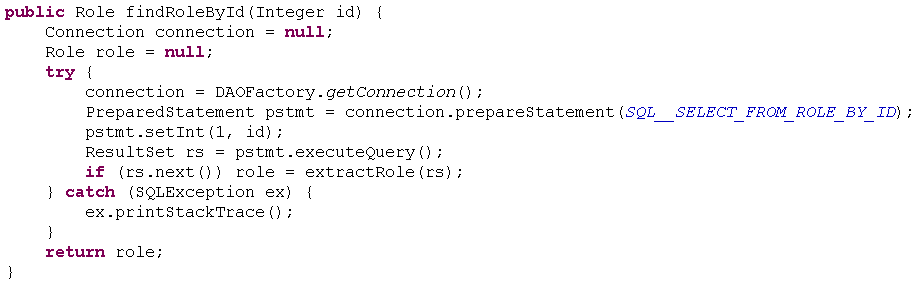 public Role findRoleById(Integer id) {
    Connection connection = null;
    Role role = null;
    try {
        connection = DAOFactory.getConnection();
        PreparedStatement pstmt = connection.prepareStatement(SQL__SELECT_FROM_ROLE_BY_ID);
        pstmt.setInt(1, id);
        ResultSet rs = pstmt.executeQuery();
        if (rs.next()) role = extractRole(rs);
    } catch (SQLException ex) {
        ex.printStackTrace();
    }
    return role;
}